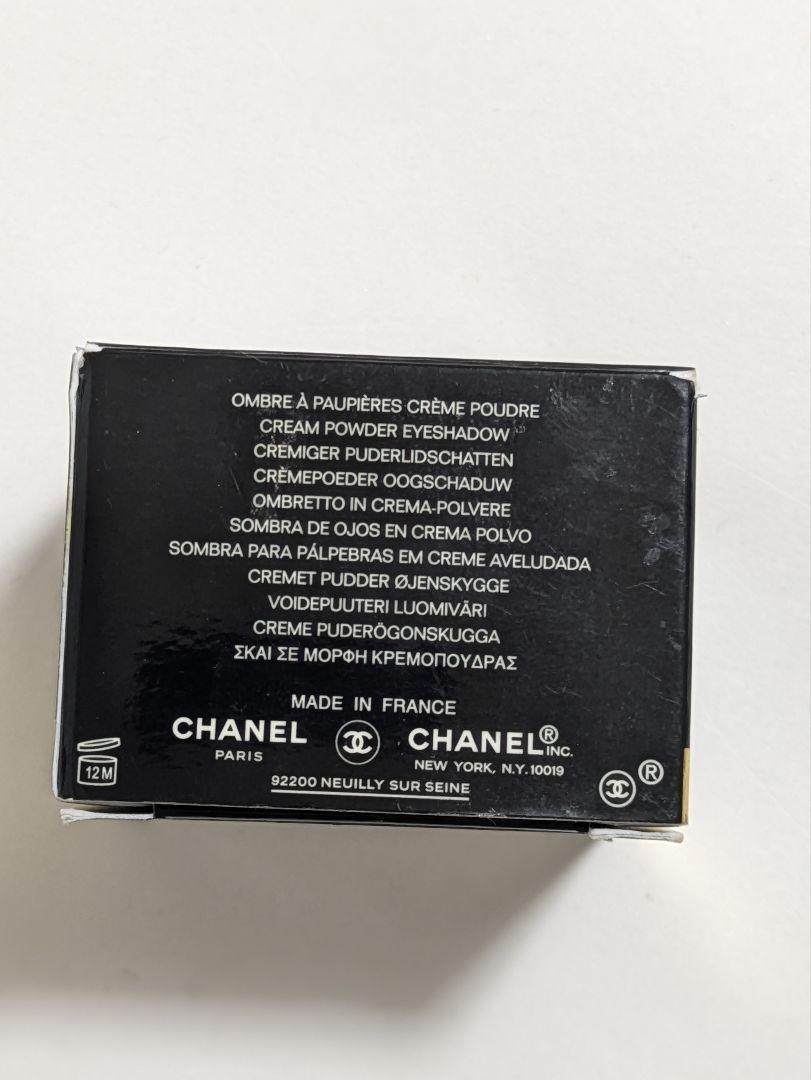 OMBRE À PAUPIÈRES CRÈME POUDRE
CREAM POWDER EYESHADOW
CREMIGER PUDERLIDSCHATTEN
CRÈMEPOEDER OOGSCHADUW
OMBRETTO IN CREMA-POLVERE
SOMBRA DE OJOS EN CREMA POLVO
SOMBRA PARA PÁLPEBRAS EM CREME AVELUDADA
CREMET PUDDER ØJENSKYGGE
VOIDEPUUTERI LUOMIVÄRI
CREME PUDERÖGONSKUGGA
ΣΚΑΙ ΣΕ ΜΟΡΦΗ ΚΡΕΜΟΠΟΥΔΡΑΣ
MADE IN FRANCE
CHANEL CHANEL® INC.
PARIS NEW YORK, N.Y. 10019
92200 NEUILLY SUR SEINE
12 M
®